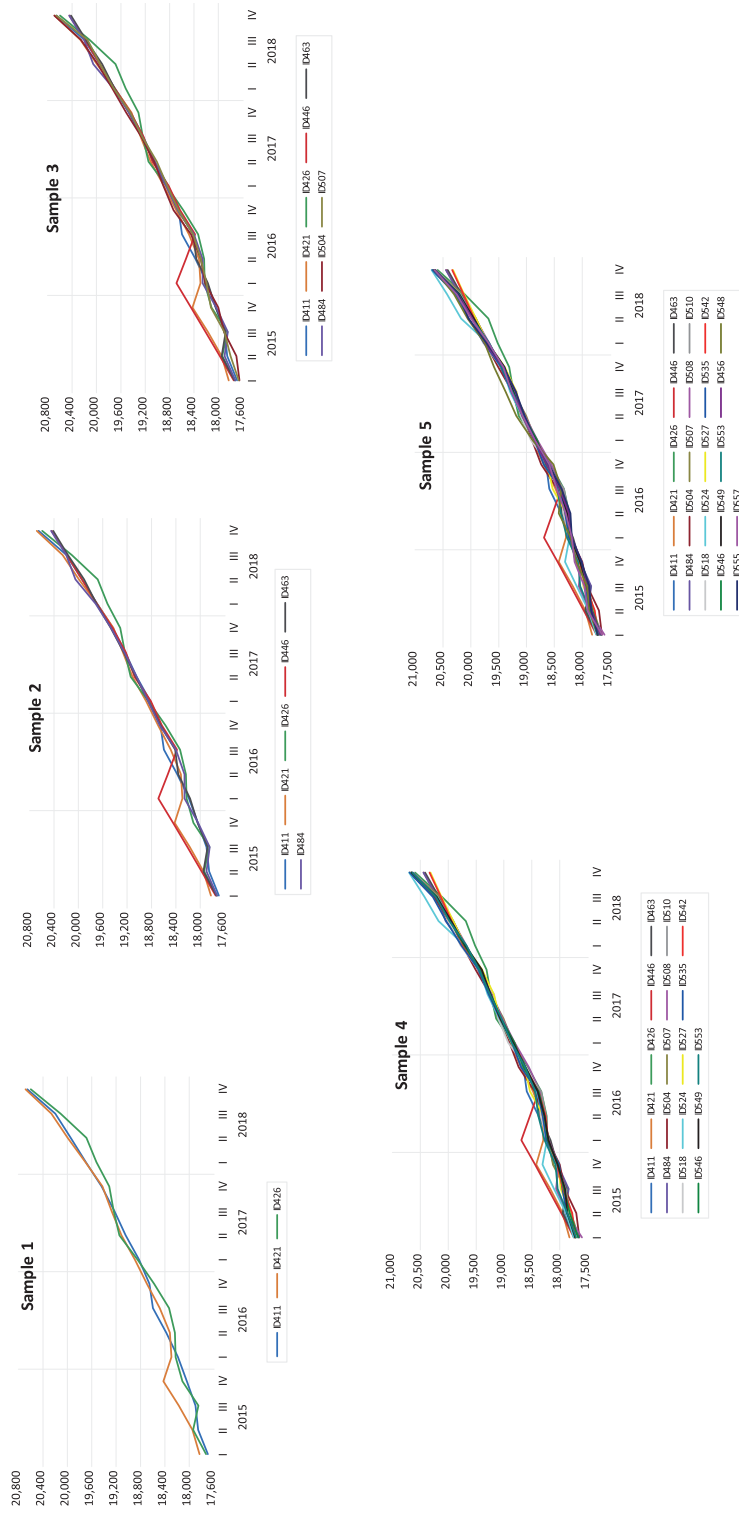 Sample 1
20,800
20,400
20,000
19,600
19,200
18,800
18,400
18,000
17,600
I II III IV I II III IV I II III IV I II III IV
2015 2016 2017 2018
ID411 ID421 ID426
Sample 2
20,800
20,400
20,000
19,600
19,200
18,800
18,400
18,000
17,600
I II III IV I II III IV I II III IV I II III IV
2015 2016 2017 2018
ID411 ID421 ID426 ID446 ID463
ID484
Sample 3
20,800
20,400
20,000
19,600
19,200
18,800
18,400
18,000
17,600
I II III IV I II III IV I II III IV I II III IV
2015 2016 2017 2018
ID411 ID421 ID426 ID446 ID463
ID484 ID504 ID507
Sample 4
21,000
20,500
20,000
19,500
19,000
18,500
18,000
17,500
I II III IV I II III IV I II III IV I II III IV
2015 2016 2017 2018
ID411 ID421 ID426 ID446 ID463
ID484 ID504 ID507 ID508 ID510
ID518 ID524 ID527 ID535 ID542
ID546 ID549 ID553
Sample 5
21,000
20,500
20,000
19,500
19,000
18,500
18,000
17,500
I II III IV I II III IV I II III IV I II III IV
2015 2016 2017 2018
ID411 ID421 ID426 ID446 ID463
ID484 ID504 ID507 ID508 ID510
ID518 ID524 ID527 ID535 ID542
ID546 ID549 ID553 ID456 ID548
ID555 ID557